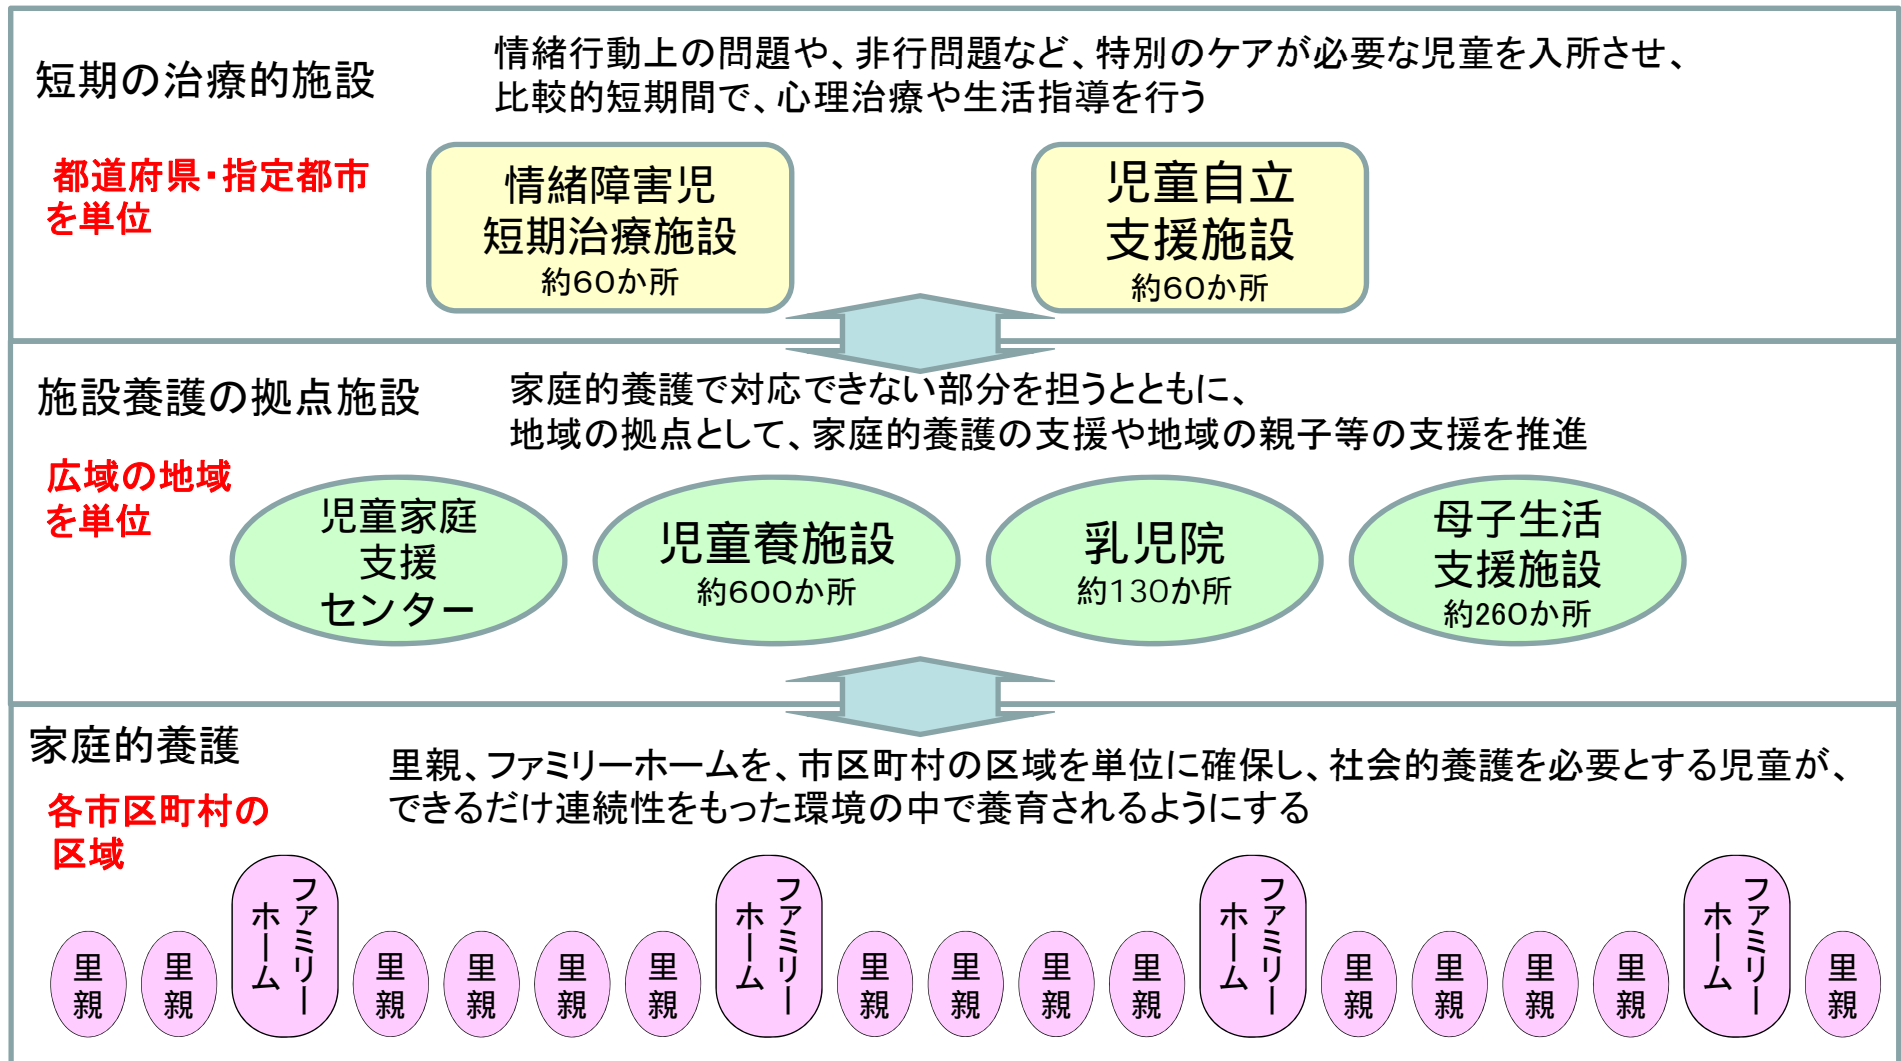 短期の治療的施設
情緒行動上の問題や、非行問題など、特別のケアが必要な児童を入所させ、
比較的短期間で、心理治療や生活指導を行う
都道府県・指定都市
を単位
情緒障害児
短期治療施設
約60か所
児童自立
支援施設
約60か所
施設養護の拠点施設
家庭的養護で対応できない部分を担うとともに、
地域の拠点として、家庭的養護の支援や地域の親子等の支援を推進
広域の地域
を単位
児童家庭
支援
センター
児童養施設
約600か所
乳児院
約130か所
母子生活
支援施設
約260か所
家庭的養護
里親、ファミリーホームを、市区町村の区域を単位に確保し、社会的養護を必要とする児童が、
できるだけ連続性をもった環境の中で養育されるようにする
各市区町村の
区域
里親
里親
ファミリー
ホーム
里親
里親
里親
里親
ファミリー
ホーム
里親
里親
里親
里親
ファミリー
ホーム
里親
里親
里親
里親
ファミリー
ホーム
里親